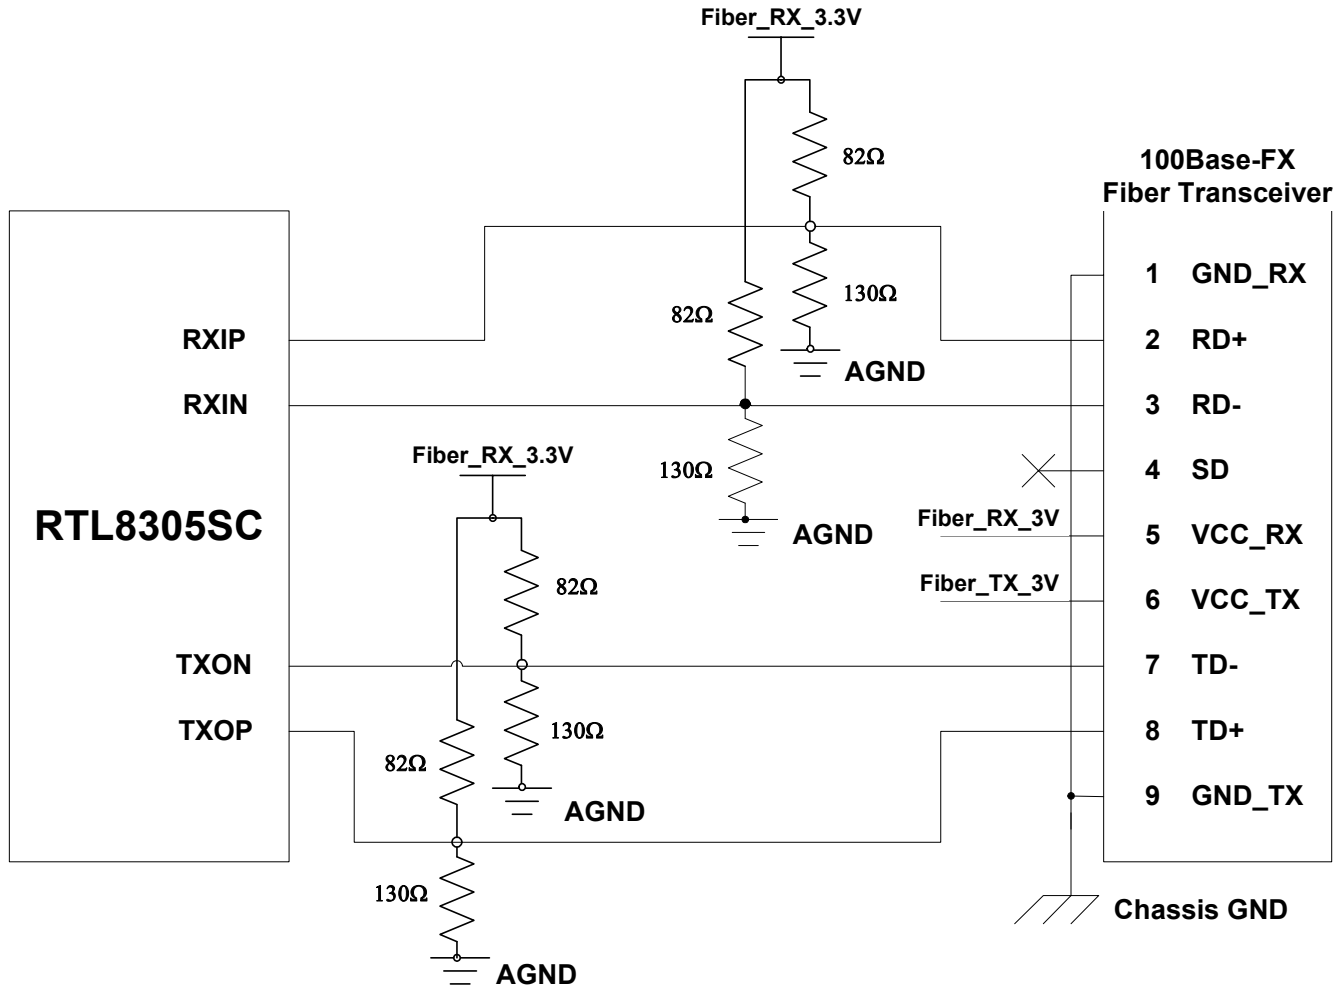 Fiber_RX_3.3V
82Ω
100Base-FX
Fiber Transceiver
1 GND_RX
130Ω
82Ω
RXIP
2 RD+
AGND
RXIN
3 RD-
Fiber_RX_3.3V
130Ω
4 SD
RTL8305SC
Fiber_RX_3V
AGND
5 VCC_RX
82Ω
Fiber_TX_3V
6 VCC_TX
TXON
7 TD-
TXOP
130Ω
8 TD+
82Ω
AGND
9 GND_TX
130Ω
Chassis GND
AGND